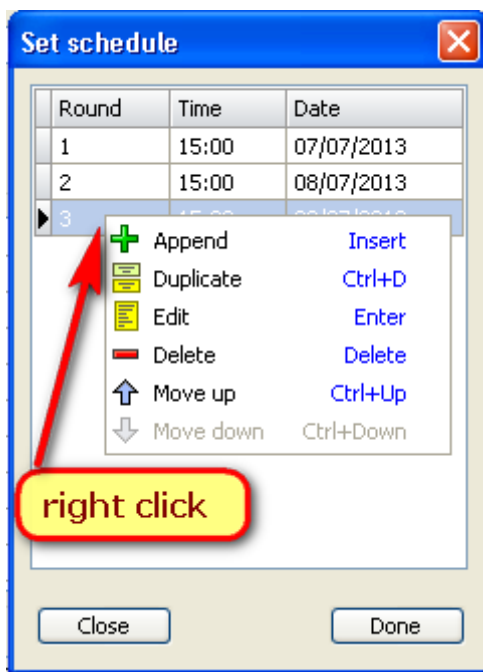 Set schedule
Round Time Date
1 15:00 07/07/2013
2 15:00 08/07/2013
3
Append Insert
Duplicate Ctrl+D
Edit Enter
Delete Delete
Move up Ctrl+Up
Move down Ctrl+Down
right click
Close Done